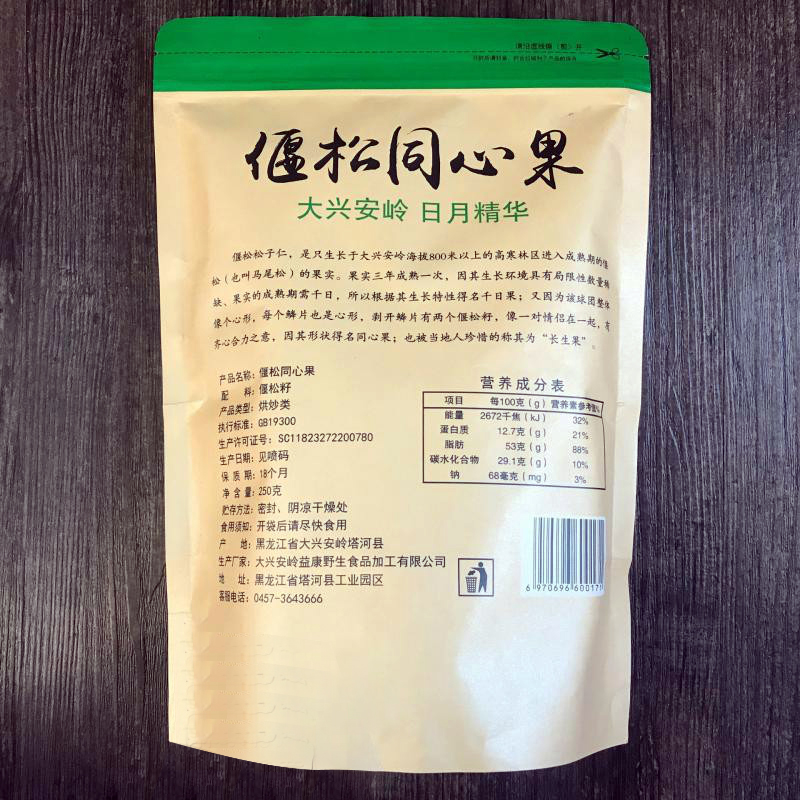 请沿虚线撕（剪）开
偃松同心果
大兴安岭 日月精华
偃松松子仁，是只生长于大兴安岭海拔800米以上的高寒林区进入成熟期的偃
松（也叫马尾松）的果实。果实三年成熟一次，因其生长环境具有局限性数量稀
缺、果实的成熟期需千日，所以根据其生长特性得名千日果；又因为该球团整体
像个心形，每个鳞片也是心形，剥开鳞片有两个偃松籽，像一对情侣在一起，有
齐心合力之意，因其形状得名同心果；也被当地人珍惜的称其为“长生果”。
产品名称：偃松同心果
配 料：偃松籽
产品类型：烘炒类
执行标准：GB19300
生产许可证号：SC11823272200780
生产日期：见喷码
保 质 期：18个月
净 含 量：250克
贮存方法：密封、阴凉干燥处
食用须知：开袋后请尽快食用
产 地：黑龙江省大兴安岭塔河县
生产厂家：大兴安岭益康野生食品加工有限公司
地 址：黑龙江省塔河县工业园区
客服电话：0457-3643666
营养成分表
项目 每100克（g） 营养素参考值%
能量 2672千焦（kJ） 32%
蛋白质 12.7克（g） 21%
脂肪 53克（g） 88%
碳水化合物 29.1克（g） 10%
钠 68毫克（mg） 3%
6 970696 600171